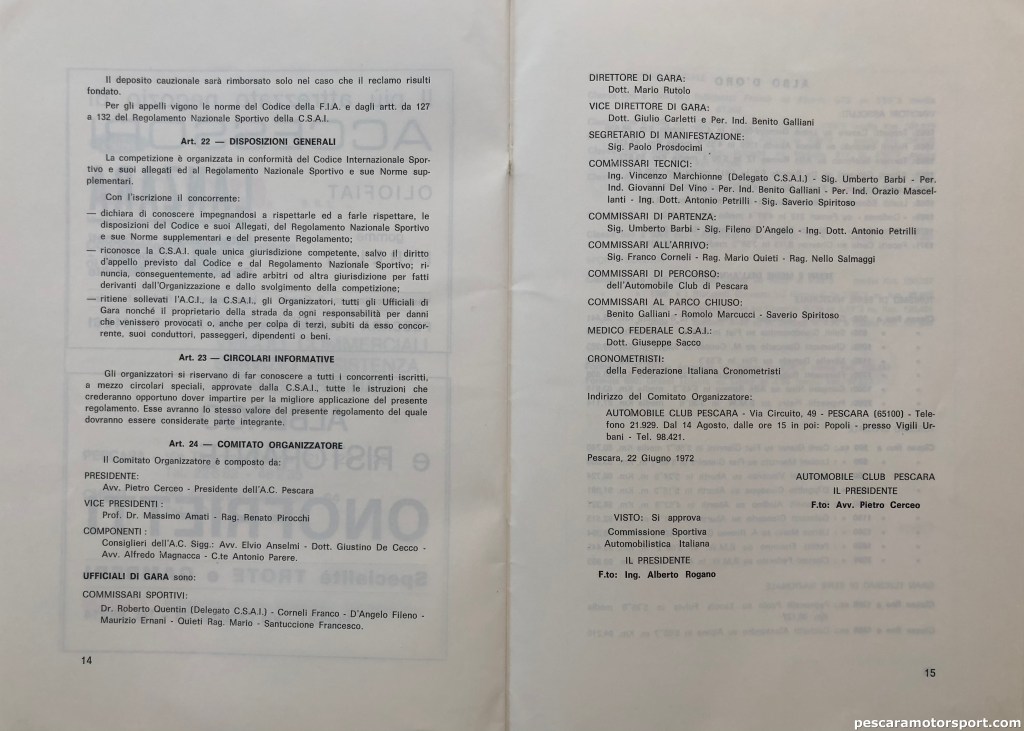 Il deposito cauzionale sarà rimborsato solo nel caso che il reclamo risulti
fondato.
Per gli appelli vigono le norme del Codice della F.I.A. e dagli artt. da 127
a 132 del Regolamento Nazionale Sportivo della C.S.A.I.
Art. 22 — DISPOSIZIONI GENERALI
La competizione è organizzata in conformità del Codice Internazionale Spor-
tivo e suoi allegati ed al Regolamento Nazionale Sportivo e sue Norme sup-
plementari.
Con l'iscrizione il concorrente:
— dichiara di conoscere impegnandosi a rispettarle ed a farle rispettare, le
disposizioni del Codice e suoi Allegati, del Regolamento Nazionale Sportivo
e sue Norme supplementari e del presente Regolamento;
— riconosce la C.S.A.I. quale unica giurisdizione competente, salvo il diritto
d'appello previsto dal Codice e dal Regolamento Nazionale Sportivo; ri-
nuncia, conseguentemente, ad adire arbitri od altra giurisdizione per fatti
derivanti dall'Organizzazione e dallo svolgimento della competizione;
— ritiene sollevati l'A.C.I., la C.S.A.I., gli Organizzatori, tutti gli Ufficiali di
Gara nonché il proprietario della strada da ogni responsabilità per danni
che venissero provocati o, anche per colpa di terzi, subiti da esso concor-
rente, suoi conduttori, passeggeri, dipendenti o beni.
Art. 23 — CIRCOLARI INFORMATIVE
Gli organizzatori si riservano di far conoscere a tutti i concorrenti iscritti,
a mezzo circolari speciali, approvate dalla C.S.A.I., tutte le istruzioni che
crederanno opportuno dover impartire per la migliore applicazione del presente
regolamento. Esse avranno lo stesso valore del presente regolamento del quale
dovranno essere considerate parte integrante.
Art. 24 — COMITATO ORGANIZZATORE
Il Comitato Organizzatore è composto da:
PRESIDENTE:
Avv. Pietro Cerceo - Presidente dell'A.C. Pescara
VICE PRESIDENTI :
Prof. Dr. Massimo Amati - Rag. Renato Pirocchi
COMPONENTI :
Consiglieri dell'A.C. Sigg.: Avv. Elvio Anselmi - Dott. Giustino De Cecco -
Avv. Alfredo Magnacca - C.te Antonio Parere.
UFFICIALI DI GARA sono:
COMMISSARI SPORTIVI:
Dr. Roberto Quentin (Delegato C.S.A.I.) - Corneli Franco - D'Angelo Fileno -
Maurizio Ernani - Quieti Rag. Mario - Santuccione Francesco.
14
DIRETTORE DI GARA:
Dott. Mario Rutolo
VICE DIRETTORE DI GARA:
Dott. Giulio Carletti e Per. Ind. Benito Galliani
SEGRETARIO DI MANIFESTAZIONE:
Sig. Paolo Prosdocimi
COMMISSARI TECNICI:
Ing. Vincenzo Marchionne (Delegato C.S.A.I.) - Sig. Umberto Barbi - Per.
Ind. Giovanni Del Vino - Per. Ind. Benito Galliani - Per. Ind. Orazio Mascel-
lanti - Ing. Dott. Antonio Petrilli - Sig. Saverio Spiritoso
COMMISSARI DI PARTENZA:
Sig. Umberto Barbi - Sig. Fileno D'Angelo - Ing. Dott. Antonio Petrilli
COMMISSARI ALL'ARRIVO:
Sig. Franco Corneli - Rag. Mario Quieti - Rag. Nello Salmaggi
COMMISSARI DI PERCORSO:
dell'Automobile Club di Pescara
COMMISSARI AL PARCO CHIUSO:
Benito Galliani - Romolo Marcucci - Saverio Spiritoso
MEDICO FEDERALE C.S.A.I.:
Dott. Giuseppe Sacco
CRONOMETRISTI:
della Federazione Italiana Cronometristi
Indirizzo del Comitato Organizzatore:
AUTOMOBILE CLUB PESCARA - Via Circuito, 49 - PESCARA (65100) - Tele-
fono 21.929. Dal 14 Agosto, dalle ore 15 in poi: Popoli - presso Vigili Ur-
bani - Tel. 98.421.
Pescara, 22 Giugno 1972
AUTOMOBILE CLUB PESCARA
IL PRESIDENTE
F.to: Avv. Pietro Cerceo
VISTO: Si approva
Commissione Sportiva
Automobilistica Italiana
IL PRESIDENTE
F.to: Ing. Alberto Rogano
15
pescaramotorsport.com